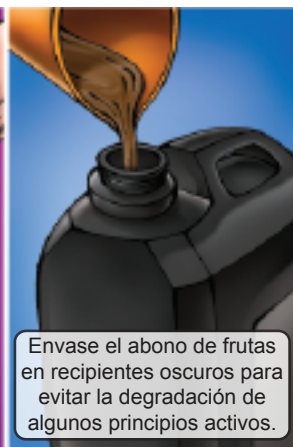 Envase el abono de frutas
en recipientes oscuros para
evitar la degradación de
algunos principios activos.